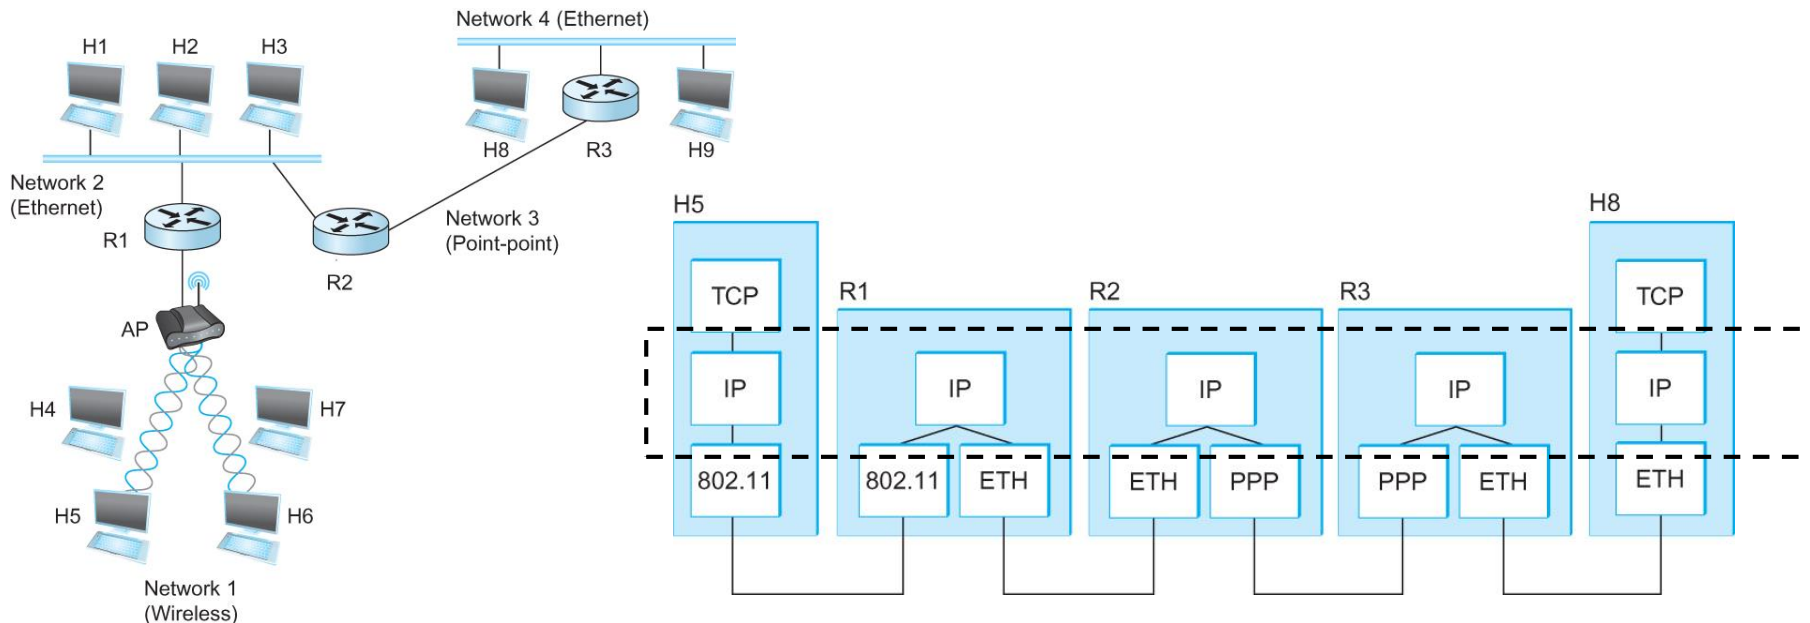 Network 4 (Ethernet)
H1
H2
H3
H8
R3
H9
Network 2
(Ethernet)
R1
R2
Network 3
(Point-point)
AP
H4
H7
H5
H6
Network 1
(Wireless)
H5
TCP
IP
802.11
R1
IP
802.11
ETH
R2
IP
ETH
PPP
R3
IP
PPP
ETH
H8
TCP
IP
ETH